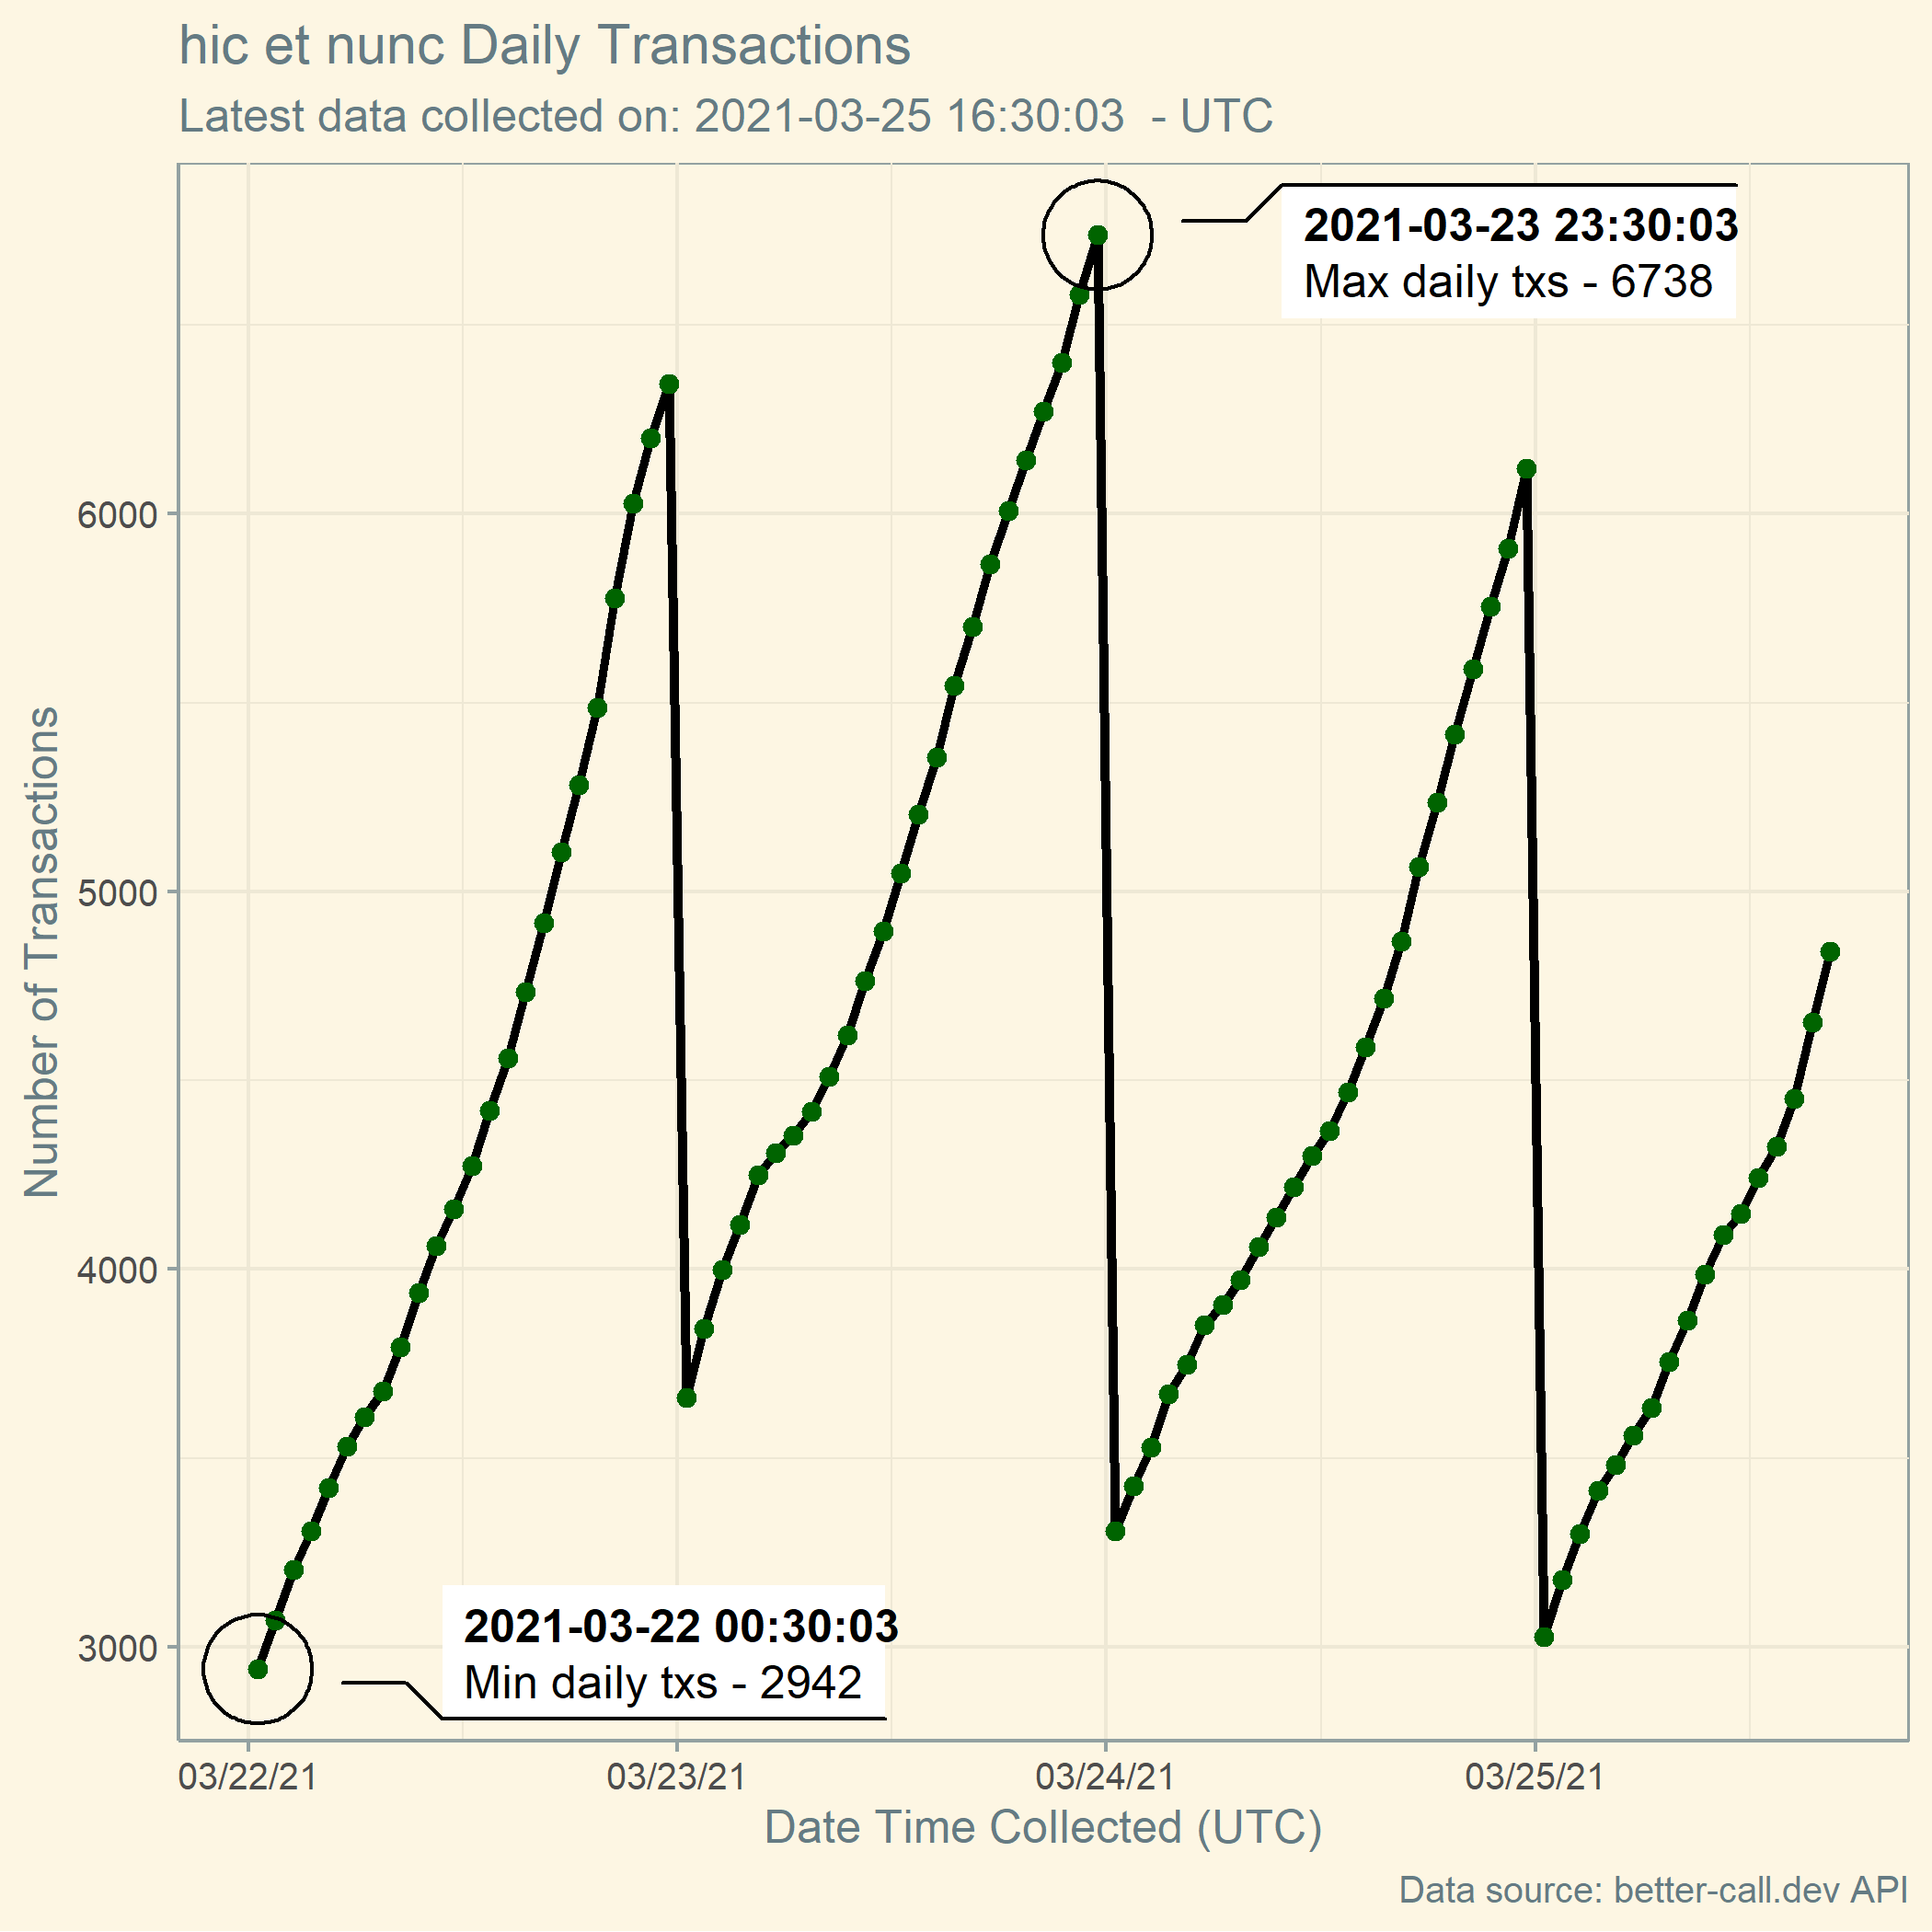 hic et nunc Daily Transactions
Latest data collected on: 2021-03-25 16:30:03  - UTC
2021-03-23 23:30:03
Max daily txs - 6738
6000
5000
4000
3000
Number of Transactions
2021-03-22 00:30:03
Min daily txs - 2942
03/22/21 03/23/21 03/24/21 03/25/21
Date Time Collected (UTC)
Data source: better-call.dev API